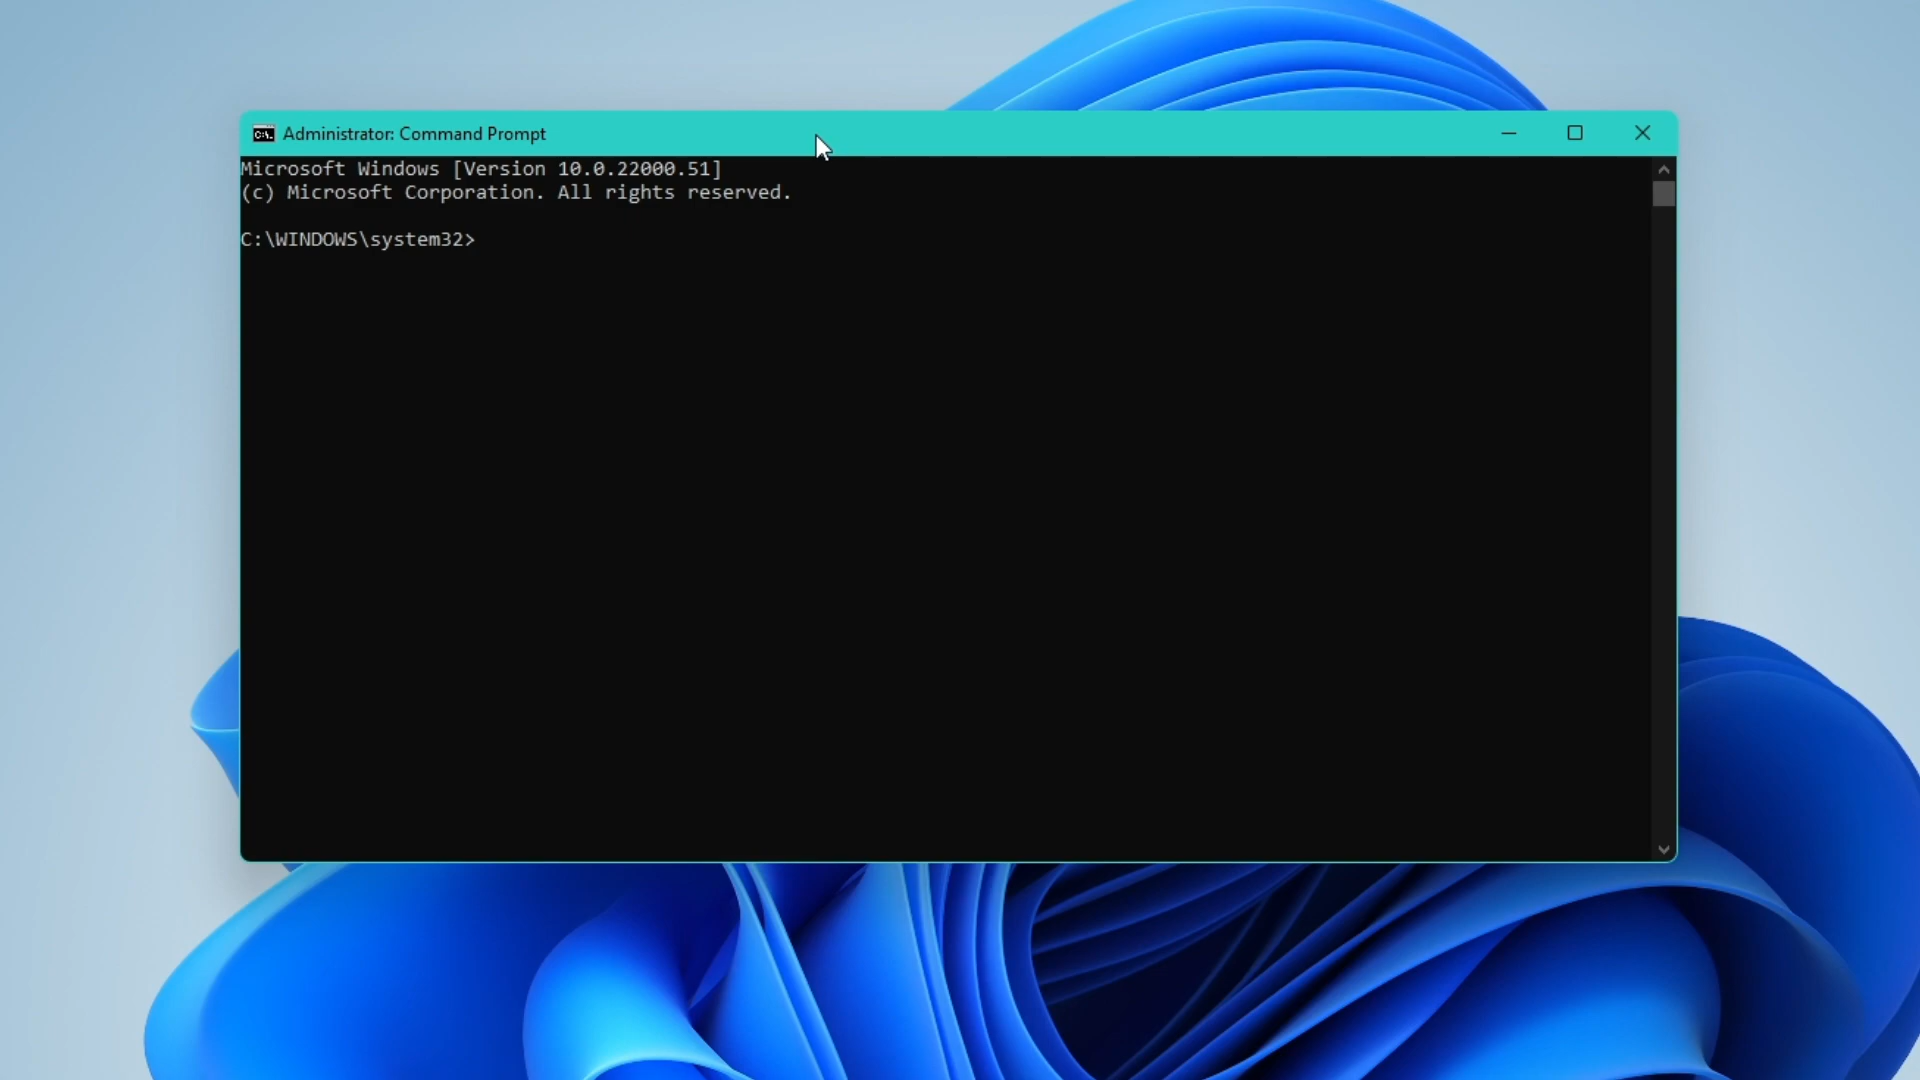 Administrator: Command Prompt
Microsoft Windows [Version 10.0.22000.51]
(c) Microsoft Corporation. All rights reserved.
C:\WINDOWS\system32>